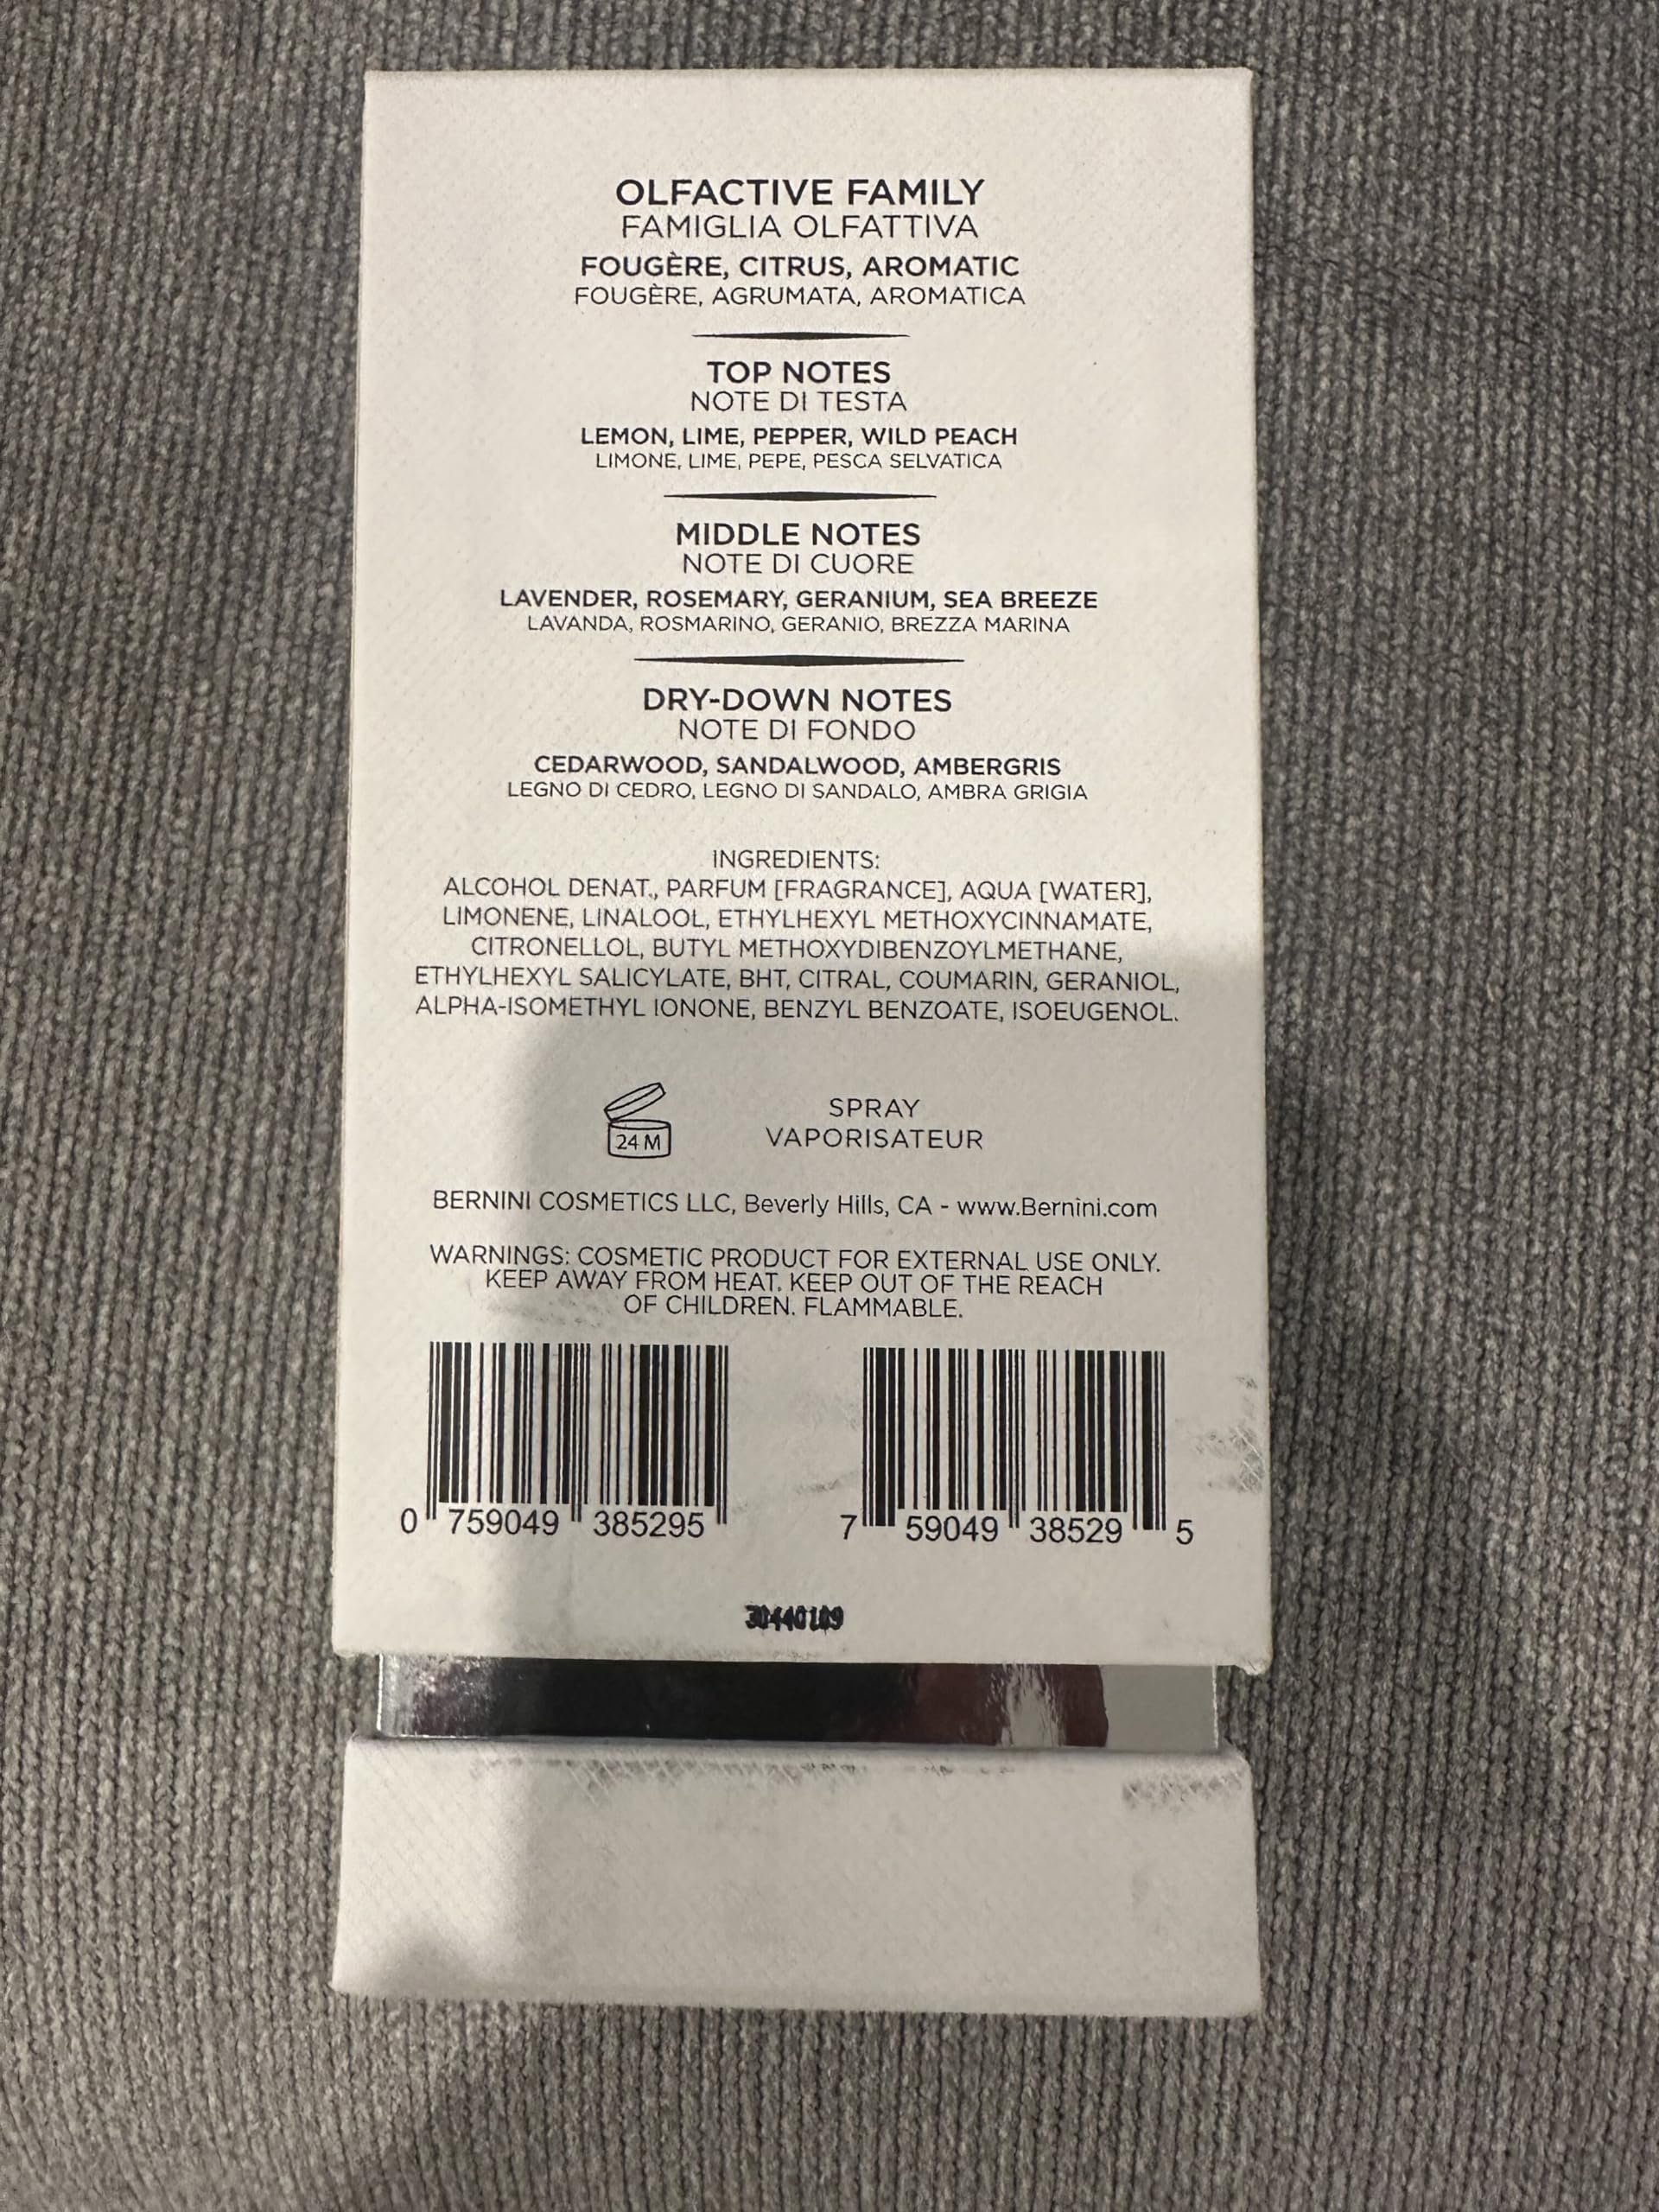 OLFACTIVE FAMILY
FAMIGLIA OLFATTIVA
FOUGÈRE, CITRUS, AROMATIC
FOUGÈRE, AGRUMATA, AROMATICA
TOP NOTES
NOTE DI TESTA
LEMON, LIME, PEPPER, WILD PEACH
LIMONE, LIME, PEPE, PESCA SELVATICA
MIDDLE NOTES
NOTE DI CUORE
LAVENDER, ROSEMARY, GERANIUM, SEA BREEZE
LAVANDA, ROSMARINO, GERANIO, BREZZA MARINA
DRY-DOWN NOTES
NOTE DI FONDO
CEDARWOOD, SANDALWOOD, AMBERGRIS
LEGNO DI CEDRO, LEGNO DI SANDALO, AMBRA GRIGIA
INGREDIENTS:
ALCOHOL DENAT., PARFUM [FRAGRANCE], AQUA [WATER],
LIMONENE, LINALOOL, ETHYLHEXYL METHOXYCINNAMATE,
CITRONELLOL, BUTYL METHOXYDIBENZOYLMETHANE,
ETHYLHEXYL SALICYLATE, BHT, CITRAL, COUMARIN, GERANIOL,
ALPHA-ISOMETHYL IONONE, BENZYL BENZOATE, ISOEUGENOL.
24 M
SPRAY
VAPORISATEUR
BERNINI COSMETICS LLC, Beverly Hills, CA - www.Bernini.com
WARNINGS: COSMETIC PRODUCT FOR EXTERNAL USE ONLY.
KEEP AWAY FROM HEAT. KEEP OUT OF THE REACH
OF CHILDREN. FLAMMABLE.
0 759049 385295
7 59049 38529 5